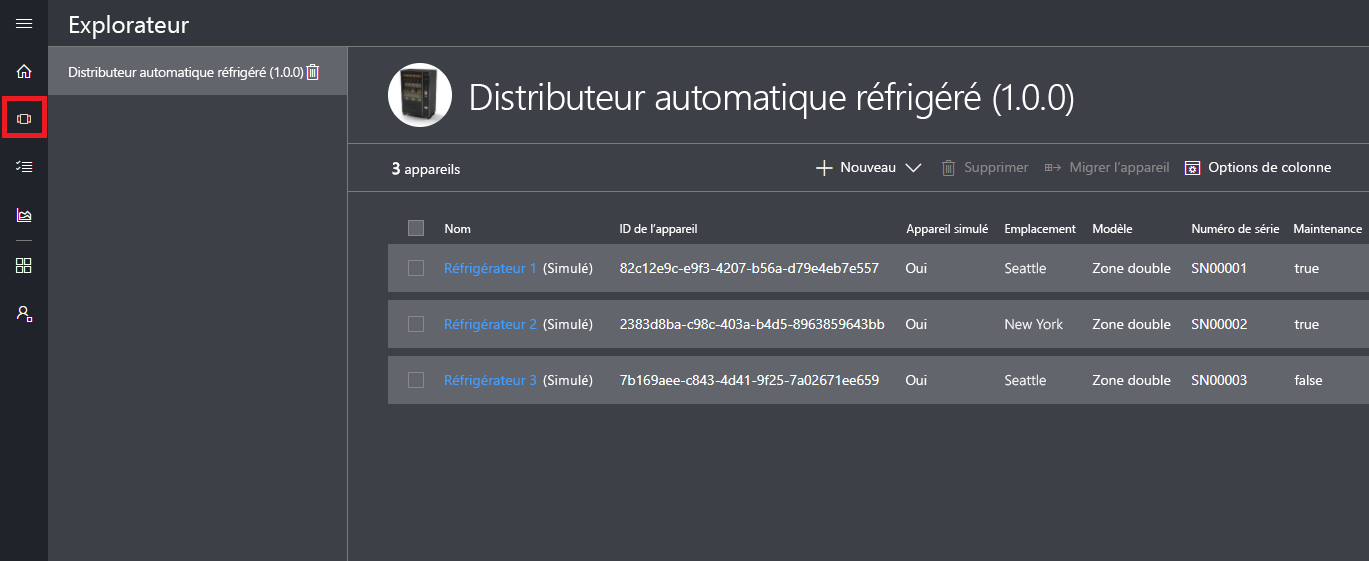 Explorateur
Distributeur automatique réfrigéré (1.0.0)
Distributeur automatique réfrigéré (1.0.0)
3 appareils Nouveau Supprimer Migrer l'appareil Options de colonne
Nom ID de l'appareil Appareil simulé Emplacement Modèle Numéro de série Maintenance
Réfrigérateur 1 (Simulé) 82c12e9c-e9f3-4207-b56a-d79e4eb7e557 Oui Seattle Zone double SN00001 true
Réfrigérateur 2 (Simulé) 2383d8ba-c98c-403a-b4d5-8963859643bb Oui New York Zone double SN00002 true
Réfrigérateur 3 (Simulé) 7b169aee-c843-4d41-9f25-7a02671ee659 Oui Seattle Zone double SN00003 false